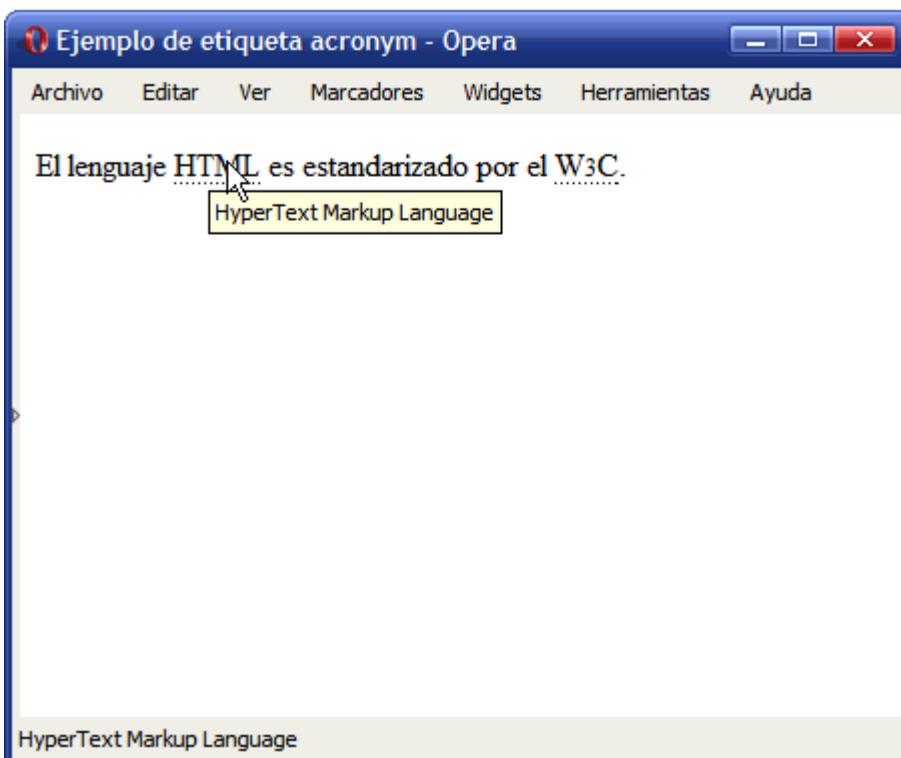 Ejemplo de etiqueta acronym - Opera
Archivo Editar Ver Marcadores Widgets Herramientas Ayuda
El lenguaje HTML es estandarizado por el W3C.
HyperText Markup Language
HyperText Markup Language